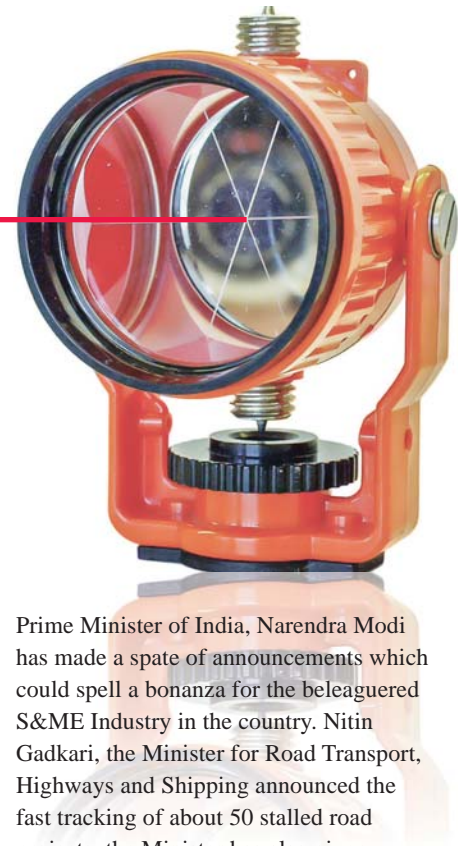 Prime Minister of India, Narendra Modi
has made a spate of announcements which
could spell a bonanza for the beleaguered
S&ME Industry in the country. Nitin
Gadkari, the Minister for Road Transport,
Highways and Shipping announced the
fast tracking of about 50 stalled road